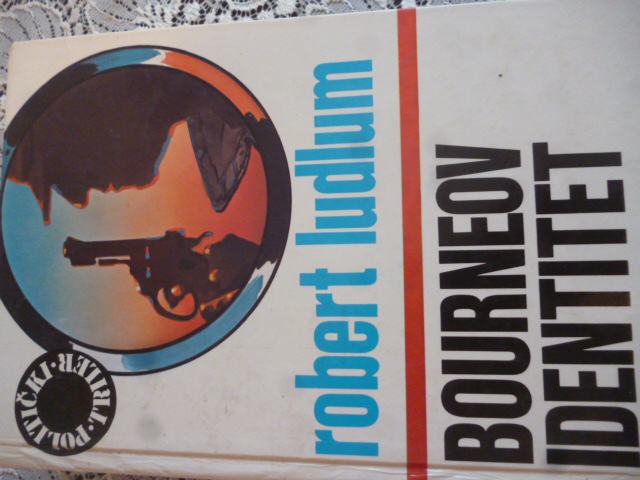 POLITIČKI • TRILER •
robert ludlum
BOURNEOV
IDENTITET